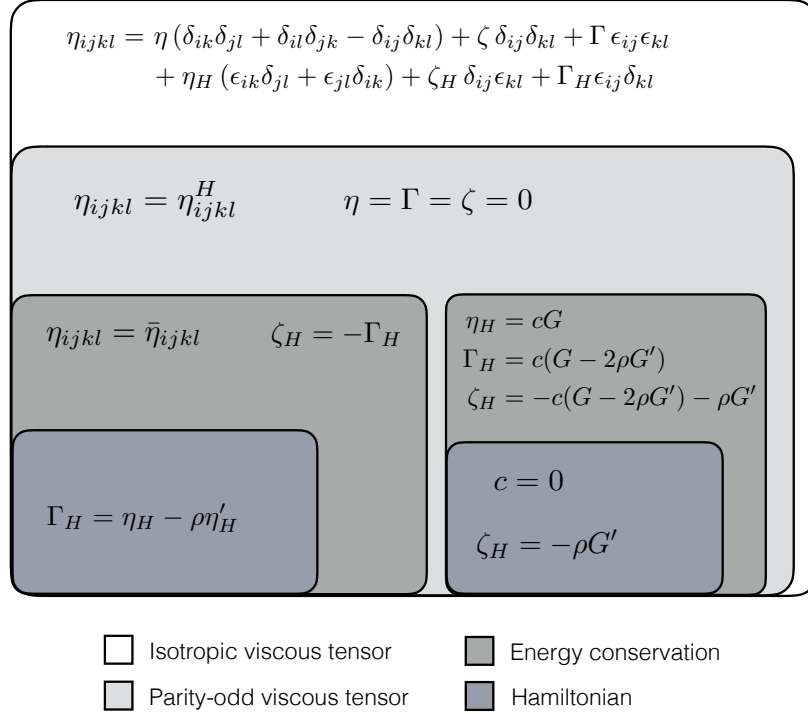 η_{ijkl} = η (δ_{ik}δ_{jl} + δ_{il}δ_{jk} − δ_{ij}δ_{kl}) + ζ δ_{ij}δ_{kl} + Γ ϵ_{ij}ϵ_{kl}
+ η_H (ϵ_{ik}δ_{jl} + ϵ_{jl}δ_{ik}) + ζ_H δ_{ij}ϵ_{kl} + Γ_H ϵ_{ij}δ_{kl}
η_{ijkl} = η^H_{ijkl} η = Γ = ζ = 0
η_{ijkl} = η̄_{ijkl} ζ_H = −Γ_H
Γ_H = η_H − ρη′_H
η_H = cG
Γ_H = c(G − 2ρG′)
ζ_H = −c(G − 2ρG′) − ρG′
c = 0
ζ_H = −ρG′
Isotropic viscous tensor
Parity-odd viscous tensor
Energy conservation
Hamiltonian